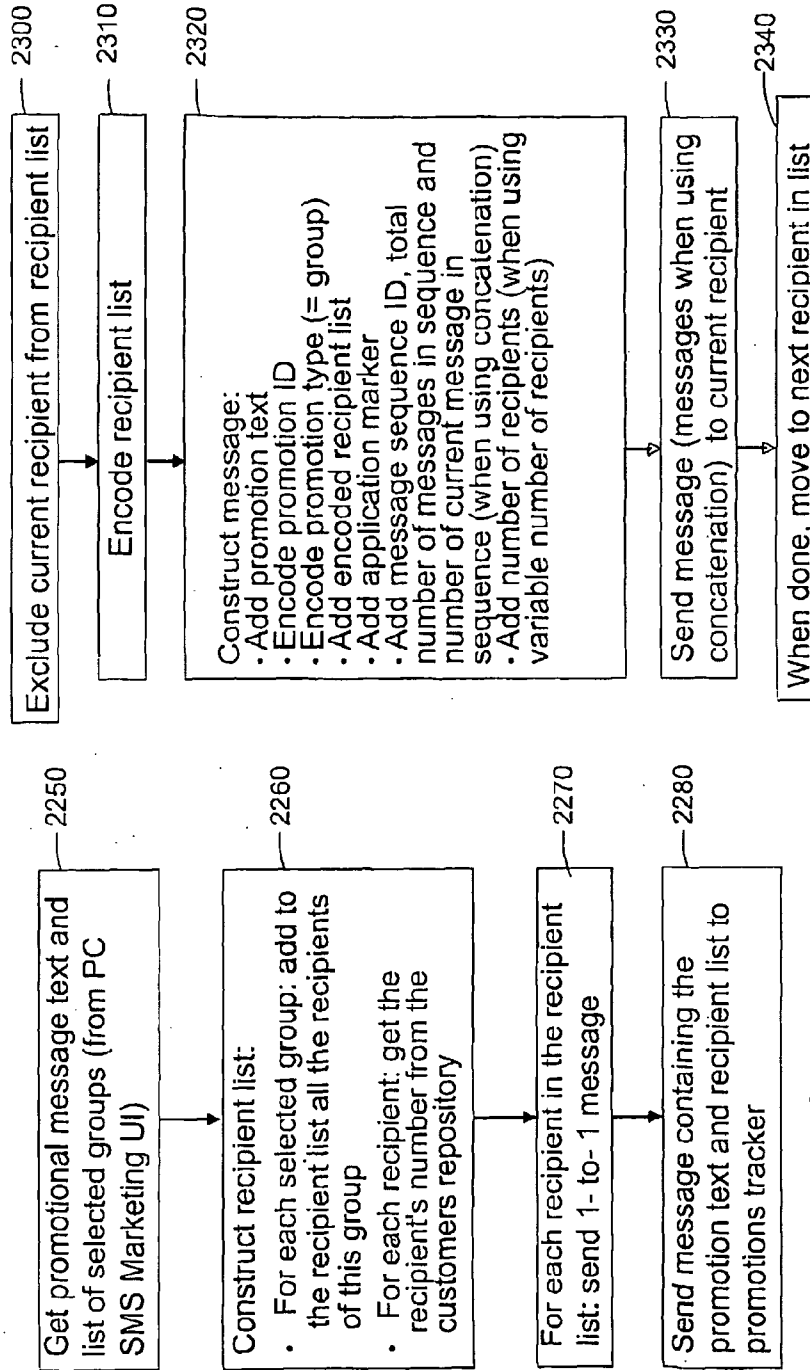 Get promotional message text and
list of selected groups (from PC
SMS Marketing UI)
2250
Construct recipient list:
• For each selected group: add to
the recipient list all the recipients
of this group
• For each recipient: get the
recipient's number from the
customers repository
2260
For each recipient in the recipient
list: send 1- to- 1 message
2270
Send message containing the
promotion text and recipient list to
promotions tracker
2280
Exclude current recipient from recipient list
2300
Encode recipient list
2310
Construct message:
• Add promotion text
• Encode promotion ID
• Encode promotion type (= group)
• Add encoded recipient list
• Add application marker
• Add message sequence ID, total
number of messages in sequence and
number of current message in
sequence (when using concatenation)
• Add number of recipients (when using
variable number of recipients)
2320
Send message (messages when using
concatenation) to current recipient
2330
When done, move to next recipient in list
2340